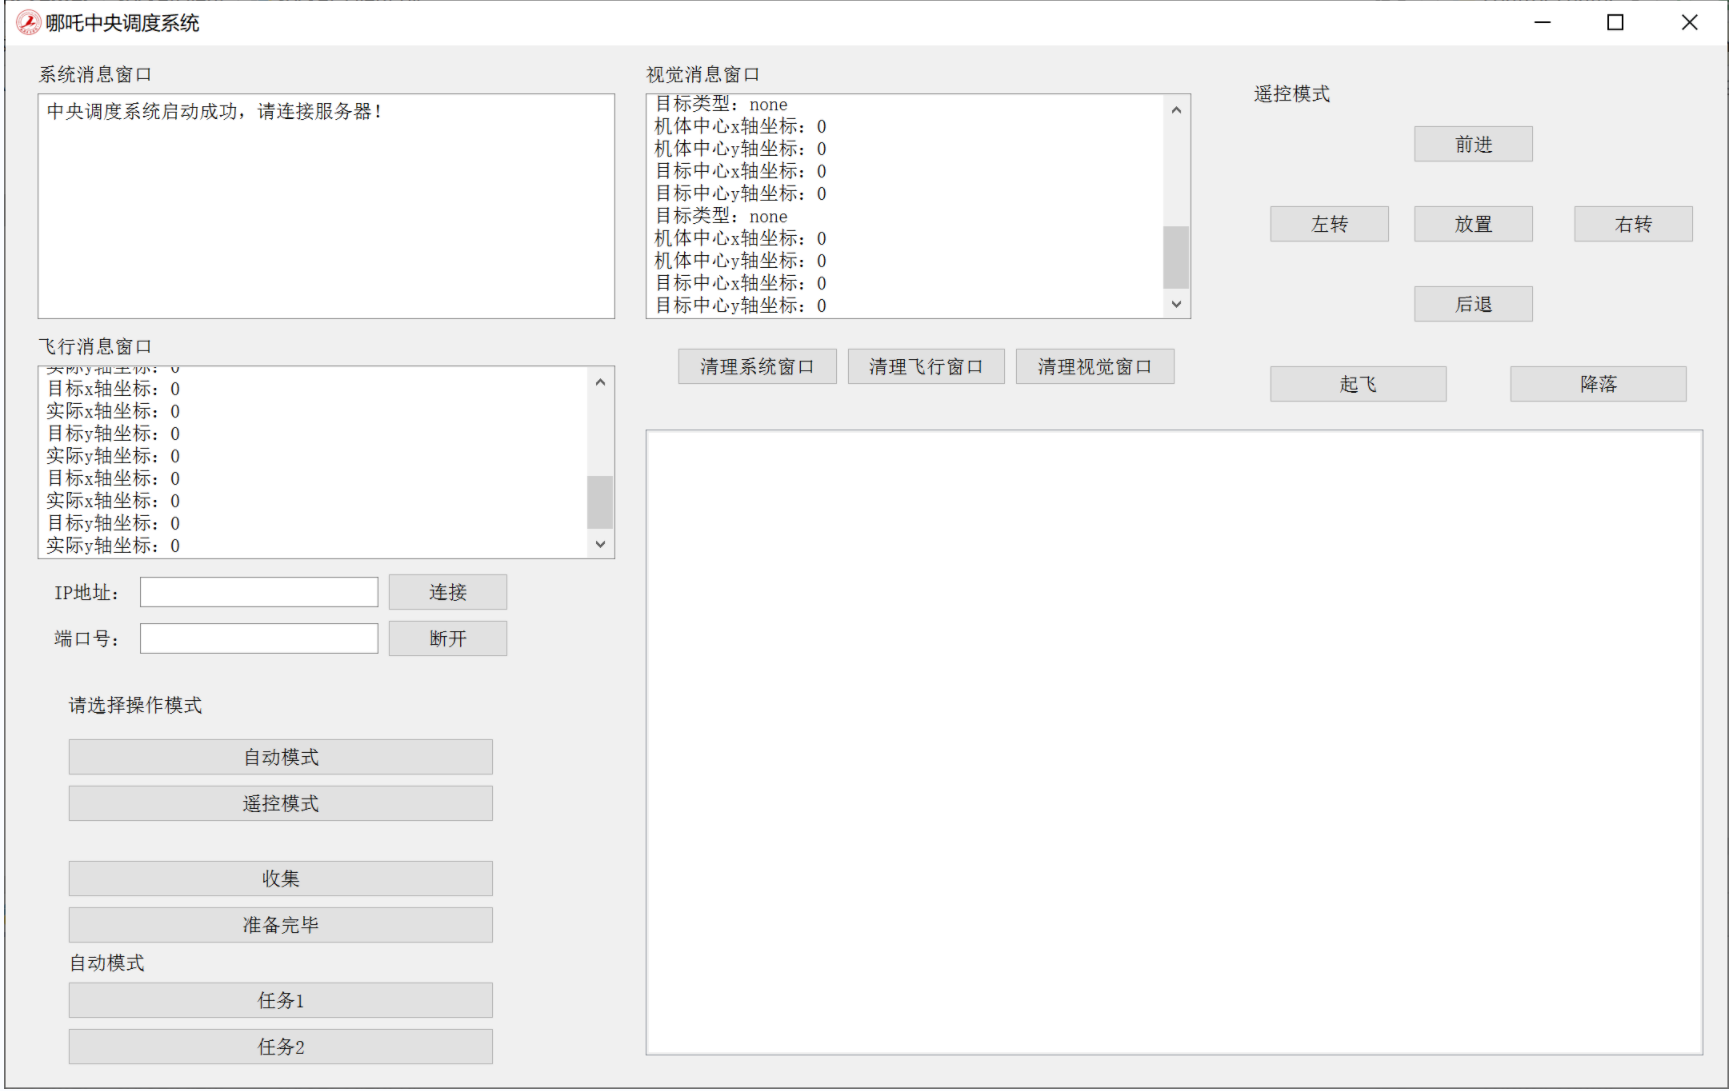 哪吒中央调度系统
系统消息窗口
中央调度系统启动成功，请连接服务器！
视觉消息窗口
目标类型：none
机体中心x轴坐标：0
机体中心y轴坐标：0
目标中心x轴坐标：0
目标中心y轴坐标：0
目标类型：none
机体中心x轴坐标：0
机体中心y轴坐标：0
目标中心x轴坐标：0
目标中心y轴坐标：0
遥控模式
前进
左转
放置
右转
后退
起飞
降落
清理系统窗口
清理飞行窗口
清理视觉窗口
飞行消息窗口
实际y轴坐标：0
目标x轴坐标：0
实际x轴坐标：0
目标y轴坐标：0
实际y轴坐标：0
目标x轴坐标：0
实际x轴坐标：0
目标y轴坐标：0
实际y轴坐标：0
IP地址：
连接
端口号：
断开
请选择操作模式
自动模式
遥控模式
收集
准备完毕
自动模式
任务1
任务2